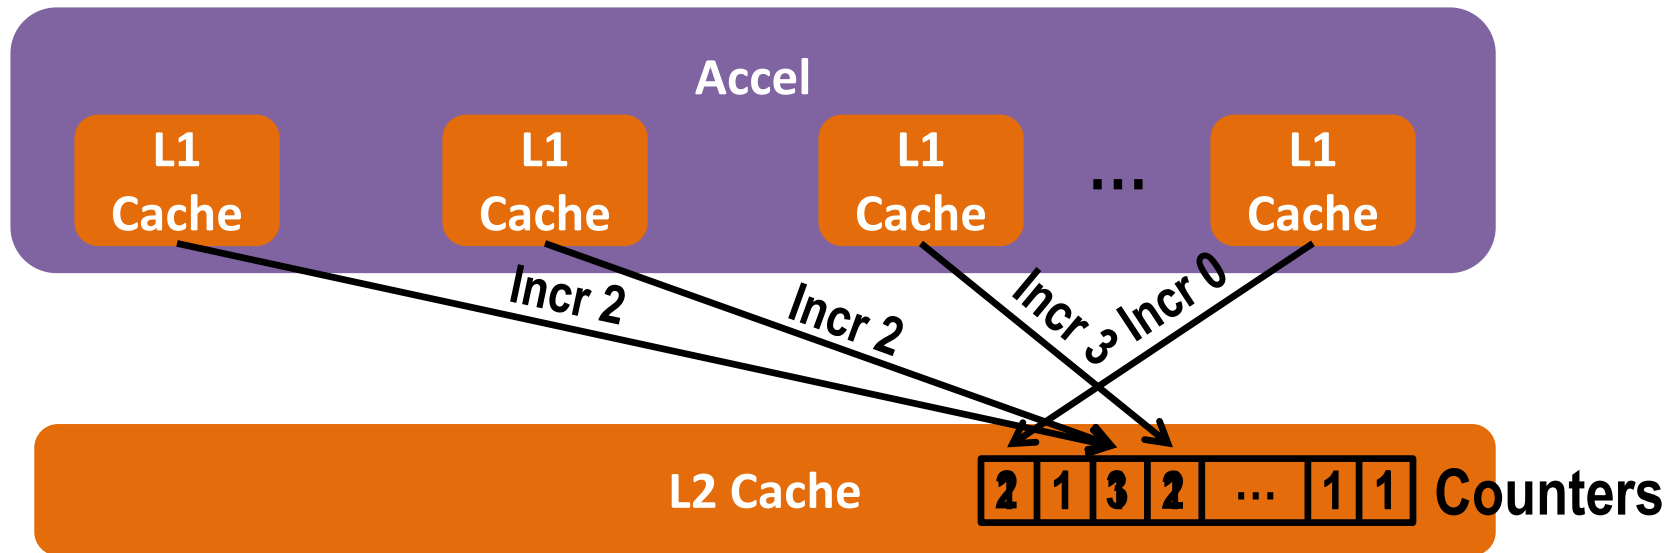 Accel
L1
Cache
L1
Cache
L1
Cache
...
L1
Cache
Incr 2
Incr 2
Incr 3
Incr 0
L2 Cache
1
...
1
1
Counters